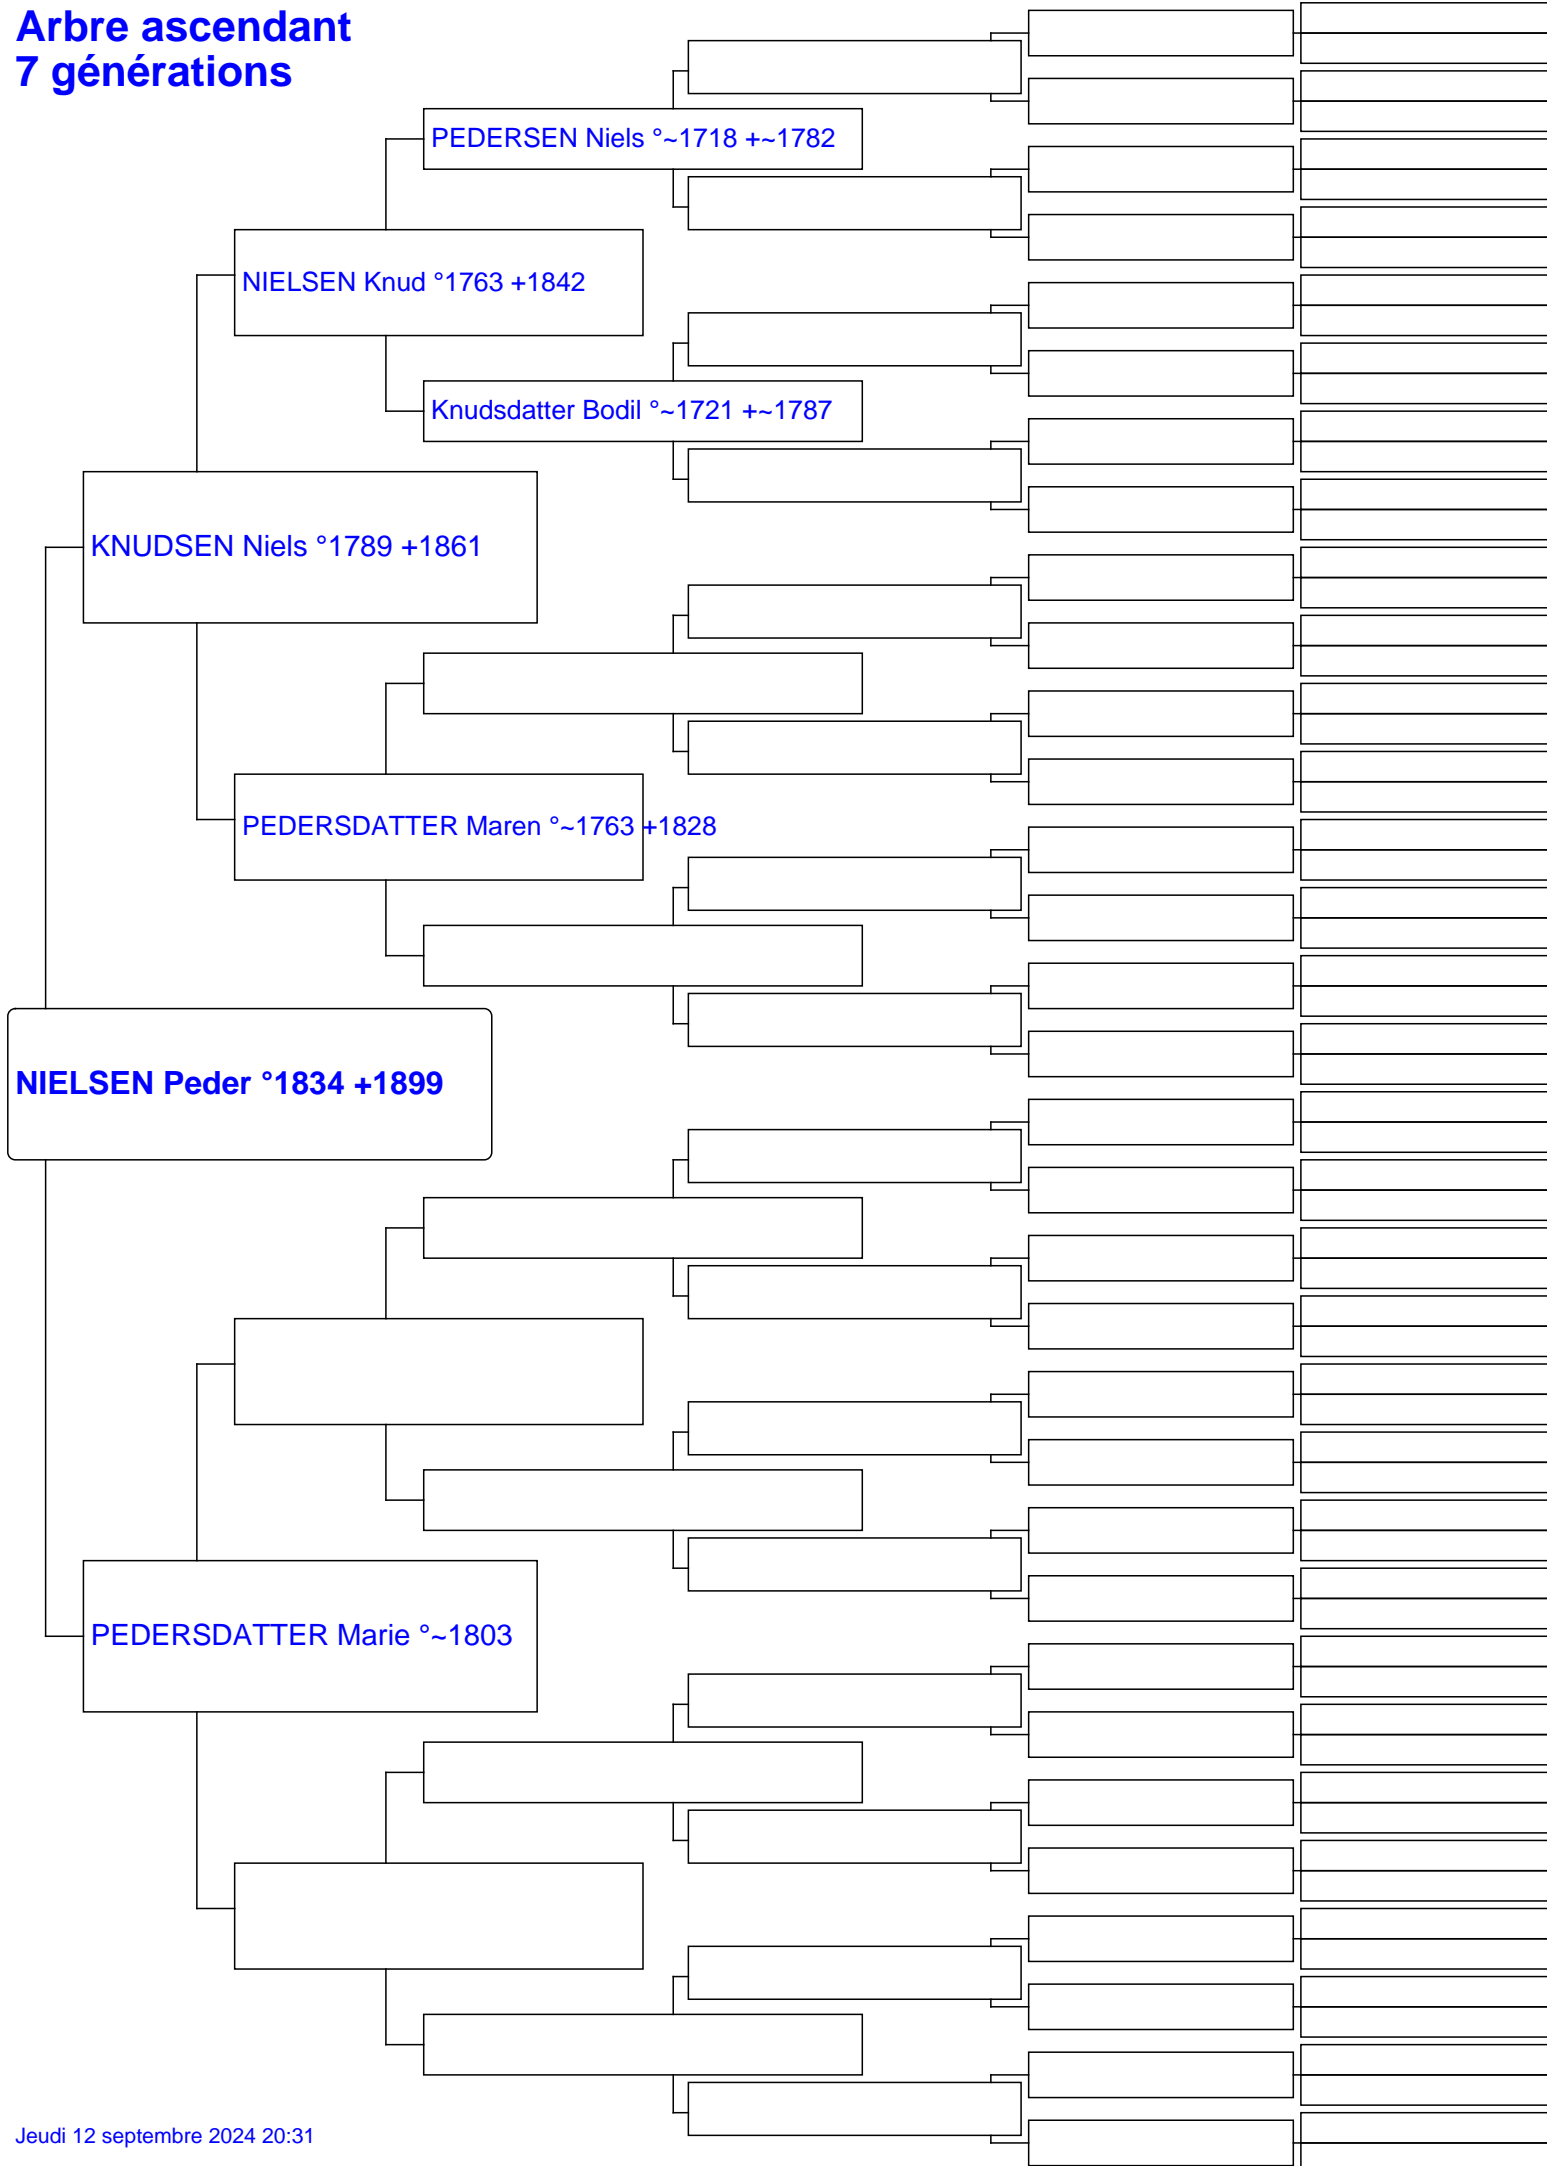 Arbre ascendant
7 générations
PEDERSEN Niels °~1718 +~1782
NIELSEN Knud °1763 +1842
Knudsdatter Bodil °~1721 +~1787
KNUDSEN Niels °1789 +1861
PEDERSDATTER Maren °~1763 +1828
NIELSEN Peder °1834 +1899
PEDERSDATTER Marie °~1803
Jeudi 12 septembre 2024 20:31